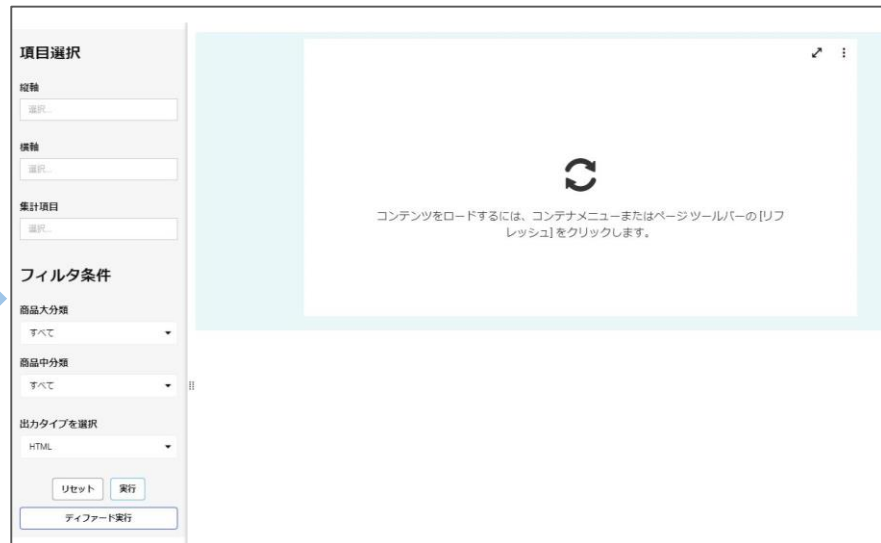 項目選択
縦軸
選択...
横軸
選択...
集計項目
選択...
フィルタ条件
商品大分類
すべて
商品中分類
すべて
出力タイプを選択
HTML
リセット
実行
ディファード実行
コンテンツをロードするには、コンテナメニューまたはページ ツールバーの [リフ
レッシュ] をクリックします。